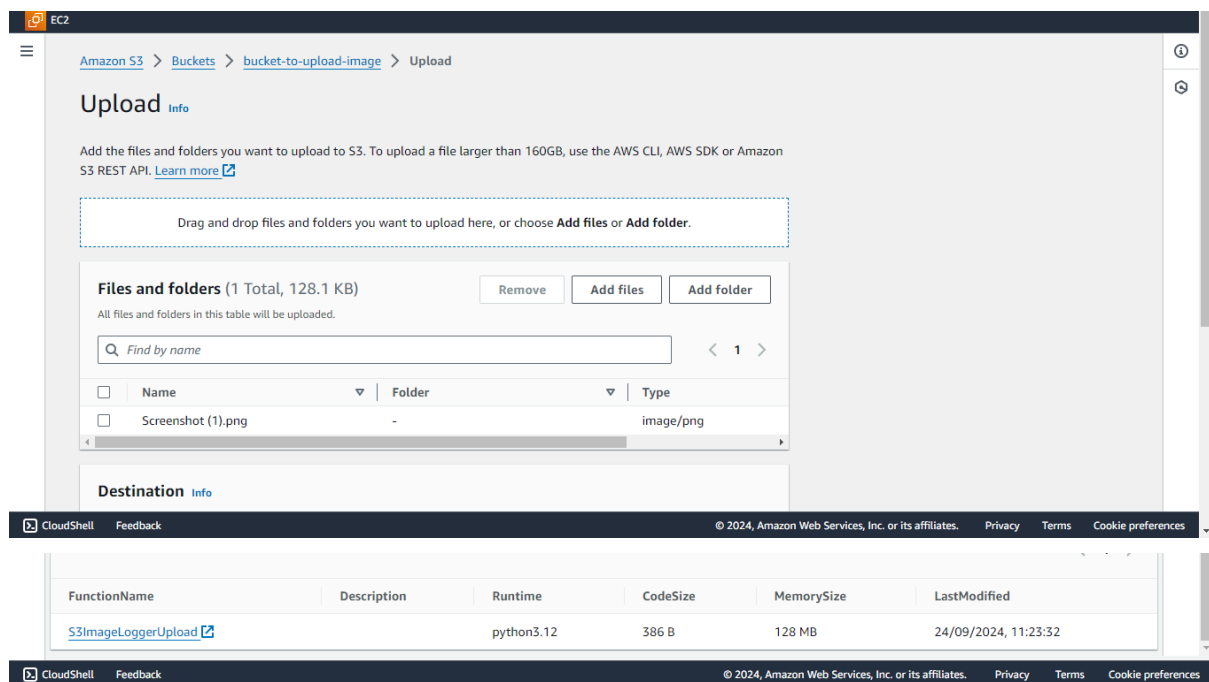 EC2
Amazon S3 > Buckets > bucket-to-upload-image > Upload
Upload Info
Add the files and folders you want to upload to S3. To upload a file larger than 160GB, use the AWS CLI, AWS SDK or Amazon
S3 REST API. Learn more
Drag and drop files and folders you want to upload here, or choose Add files or Add folder.
Files and folders (1 Total, 128.1 KB) Remove Add files Add folder
All files and folders in this table will be uploaded.
Find by name < 1 >
Name Folder Type
Screenshot (1).png - image/png
Destination Info
CloudShell Feedback © 2024, Amazon Web Services, Inc. or its affiliates. Privacy Terms Cookie preferences
FunctionName Description Runtime CodeSize MemorySize LastModified
S3ImageLoggerUpload python3.12 386 B 128 MB 24/09/2024, 11:23:32
CloudShell Feedback © 2024, Amazon Web Services, Inc. or its affiliates. Privacy Terms Cookie preferences